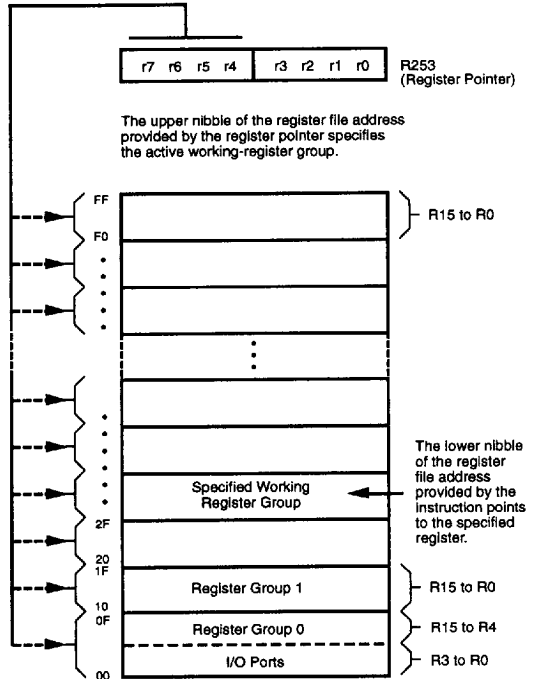 r7 r6 r5 r4 r3 r2 r1 r0
R253
(Register Pointer)
The upper nibble of the register file address
provided by the register pointer specifies
the active working-register group.
FF
R15 to R0
F0
The lower nibble
of the register
file address
provided by the
instruction points
to the specified
register.
Specified Working
Register Group
2F
20
1F
Register Group 1
R15 to R0
10
0F
Register Group 0
R15 to R4
I/O Ports
R3 to R0
00